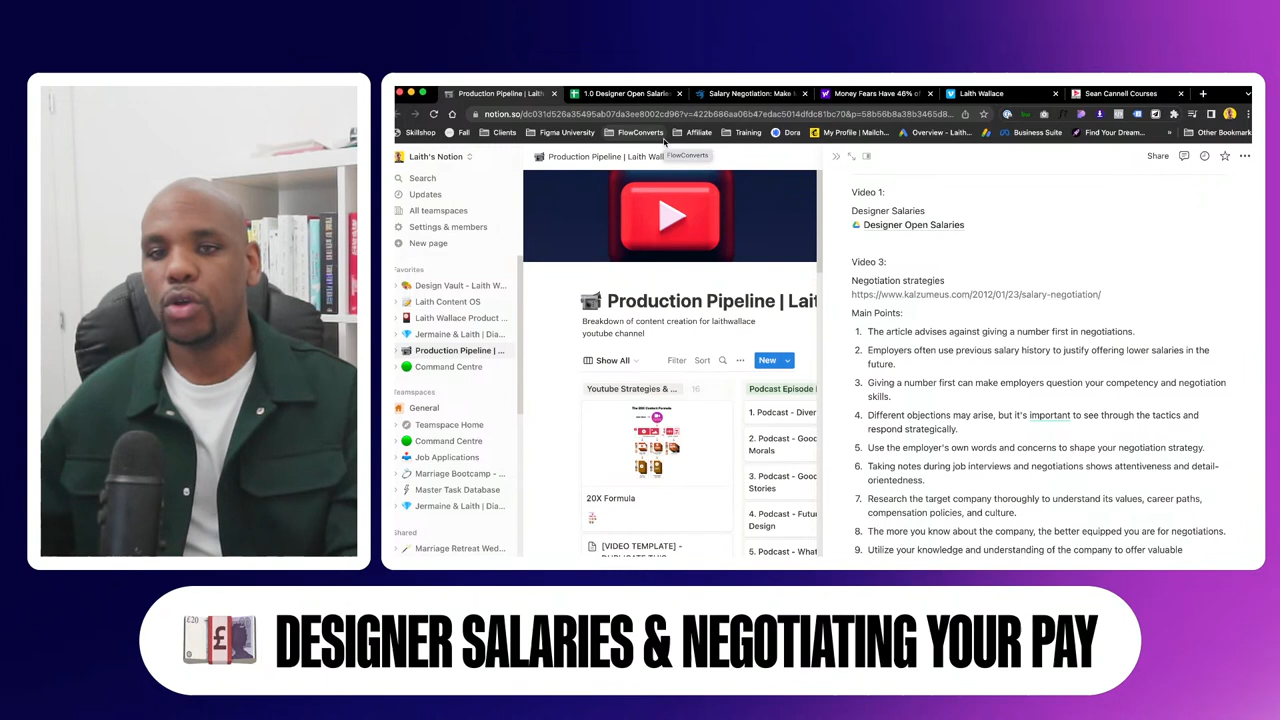 Production Pipeline | Laith
1.0 Designer Open Salaries
Salary Negotiation: Make
Money Fears Have 46% of
Laith Wallace
Sean Cannell Courses
notion.so/dc031d526a35495ab07da3ee8002cd96?v=422b686aa06b47edac5014dfdc81bc70&p=58b56b8a38b3465d8...
Skillshop
Fall
Clients
Figma University
FlowConverts
Affiliate
Training
Dora
My Profile | Mailch...
Overview - Laith...
Business Suite
Find Your Dream...
»
Other Bookmark
Laith's Notion
Production Pipeline | Laith Wal
FlowConverts
Share
Search
Updates
All teamspaces
Settings & members
New page
Favorites
Design Vault - Laith W...
Laith Content OS
Laith Wallace Product ...
Jermaine & Laith | Dia...
Production Pipeline | ...
Command Centre
Teamspaces
General
Teamspace Home
Command Centre
Job Applications
Marriage Bootcamp - ...
Master Task Database
Jermaine & Laith | Dia...
Shared
Marriage Retreat Wed...
Production Pipeline | Lait
Breakdown of content creation for laithwallace
youtube channel
Show All
Filter
Sort
New
Youtube Strategies & ...
16
Podcast Episode
20X Formula
[VIDEO TEMPLATE] -
1. Podcast - Diver
2. Podcast - Good
Morals
3. Podcast - Good
Stories
4. Podcast - Futu
Design
5. Podcast - What
Video 1:
Designer Salaries
Designer Open Salaries
Video 3:
Negotiation strategies
https://www.kalzumeus.com/2012/01/23/salary-negotiation/
Main Points:
1. The article advises against giving a number first in negotiations.
2. Employers often use previous salary history to justify offering lower salaries in the
future.
3. Giving a number first can make employers question your competency and negotiation
skills.
4. Different objections may arise, but it's important to see through the tactics and
respond strategically.
5. Use the employer's own words and concerns to shape your negotiation strategy.
6. Taking notes during job interviews and negotiations shows attentiveness and detail-
orientedness.
7. Research the target company thoroughly to understand its values, career paths,
compensation policies, and culture.
8. The more you know about the company, the better equipped you are for negotiations.
9. Utilize your knowledge and understanding of the company to offer valuable
DESIGNER SALARIES & NEGOTIATING YOUR PAY